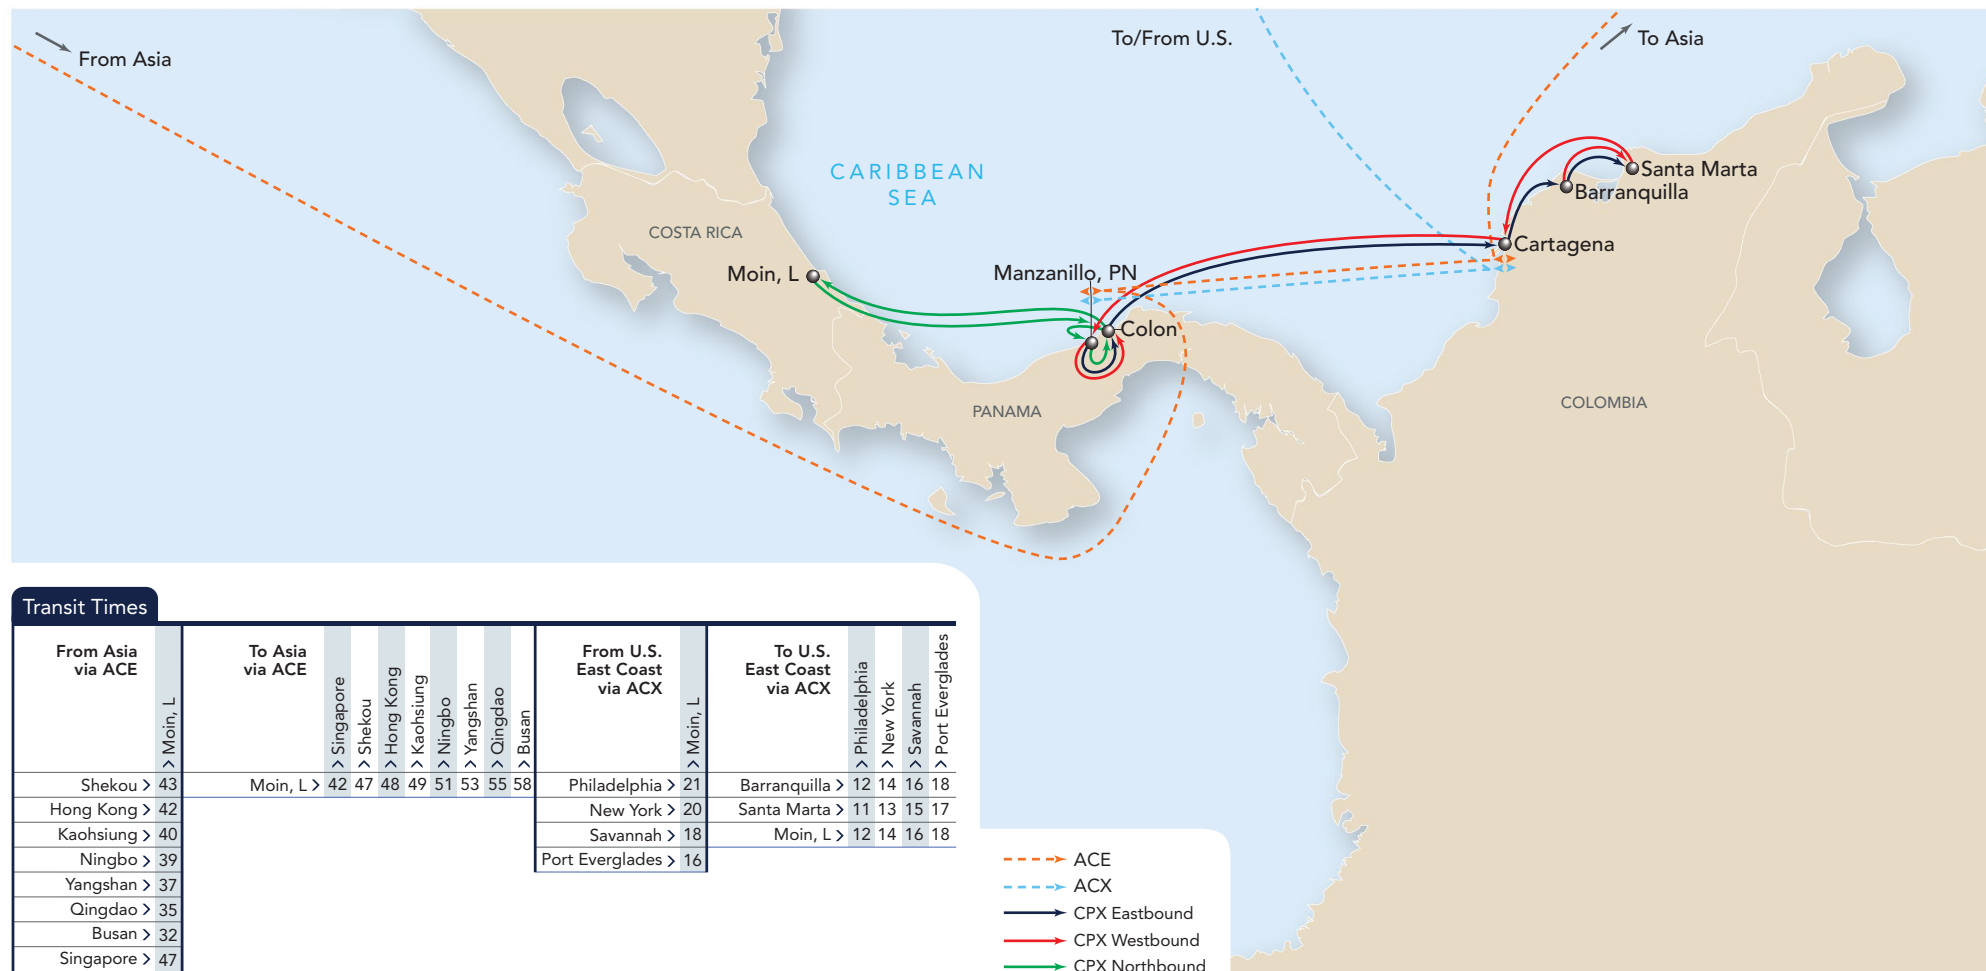 From Asia
To/From U.S.
To Asia
CARIBBEAN
SEA
COSTA RICA
Moin, L
Manzanillo, PN
Colon
PANAMA
Santa Marta
Barranquilla
Cartagena
COLOMBIA
Transit Times
From Asia
via ACE
> Moin, L
Shekou > 43
Hong Kong > 42
Kaohsiung > 40
Ningbo > 39
Yangshan > 37
Qingdao > 35
Busan > 32
Singapore > 47
To Asia
via ACE
> Singapore
> Shekou
> Hong Kong
> Kaohsiung
> Ningbo
> Yangshan
> Qingdao
> Busan
Moin, L > 42 47 48 49 51 53 55 58
From U.S.
East Coast
via ACX
> Moin, L
Philadelphia > 21
New York > 20
Savannah > 18
Port Everglades > 16
To U.S.
East Coast
via ACX
> Philadelphia
> New York
> Savannah
> Port Everglades
Barranquilla > 12 14 16 18
Santa Marta > 11 13 15 17
Moin, L > 12 14 16 18
ACE
ACX
CPX Eastbound
CPX Westbound
CPX Northbound